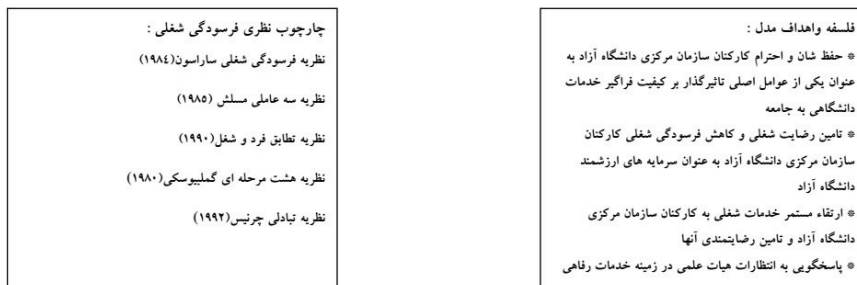 فلسفه واهداف مدل :
* حفظ شان و احترام کارکنان سازمان مرکزی دانشگاه آزاد به
عنوان یکی از عوامل اصلی تاثیرگذار بر کیفیت فراگیر خدمات
دانشگاهی به جامعه
* تامین رضایت شغلی و کاهش فرسودگی شغلی کارکنان
سازمان مرکزی دانشگاه آزاد به عنوان سرمایه های ارزشمند
دانشگاه آزاد
* ارتقاء مستمر خدمات شغلی به کارکنان سازمان مرکزی
دانشگاه آزاد و تامین رضایتمندی آنها
* پاسخگویی به انتظارات هیات علمی در زمینه خدمات رفاهی
چارچوب نظری فرسودگی شغلی :
نظریه فرسودگی شغلی ساراسون(۱۹۸٤)
نظریه سه عاملی مسلش (۱۹۸۵)
نظریه تطابق فرد و شغل(۱۹۹۰)
نظریه هشت مرحله ای گملبیوسکی(۱۹۸۰)
نظریه تبادلی چرنیس(۱۹۹۲)